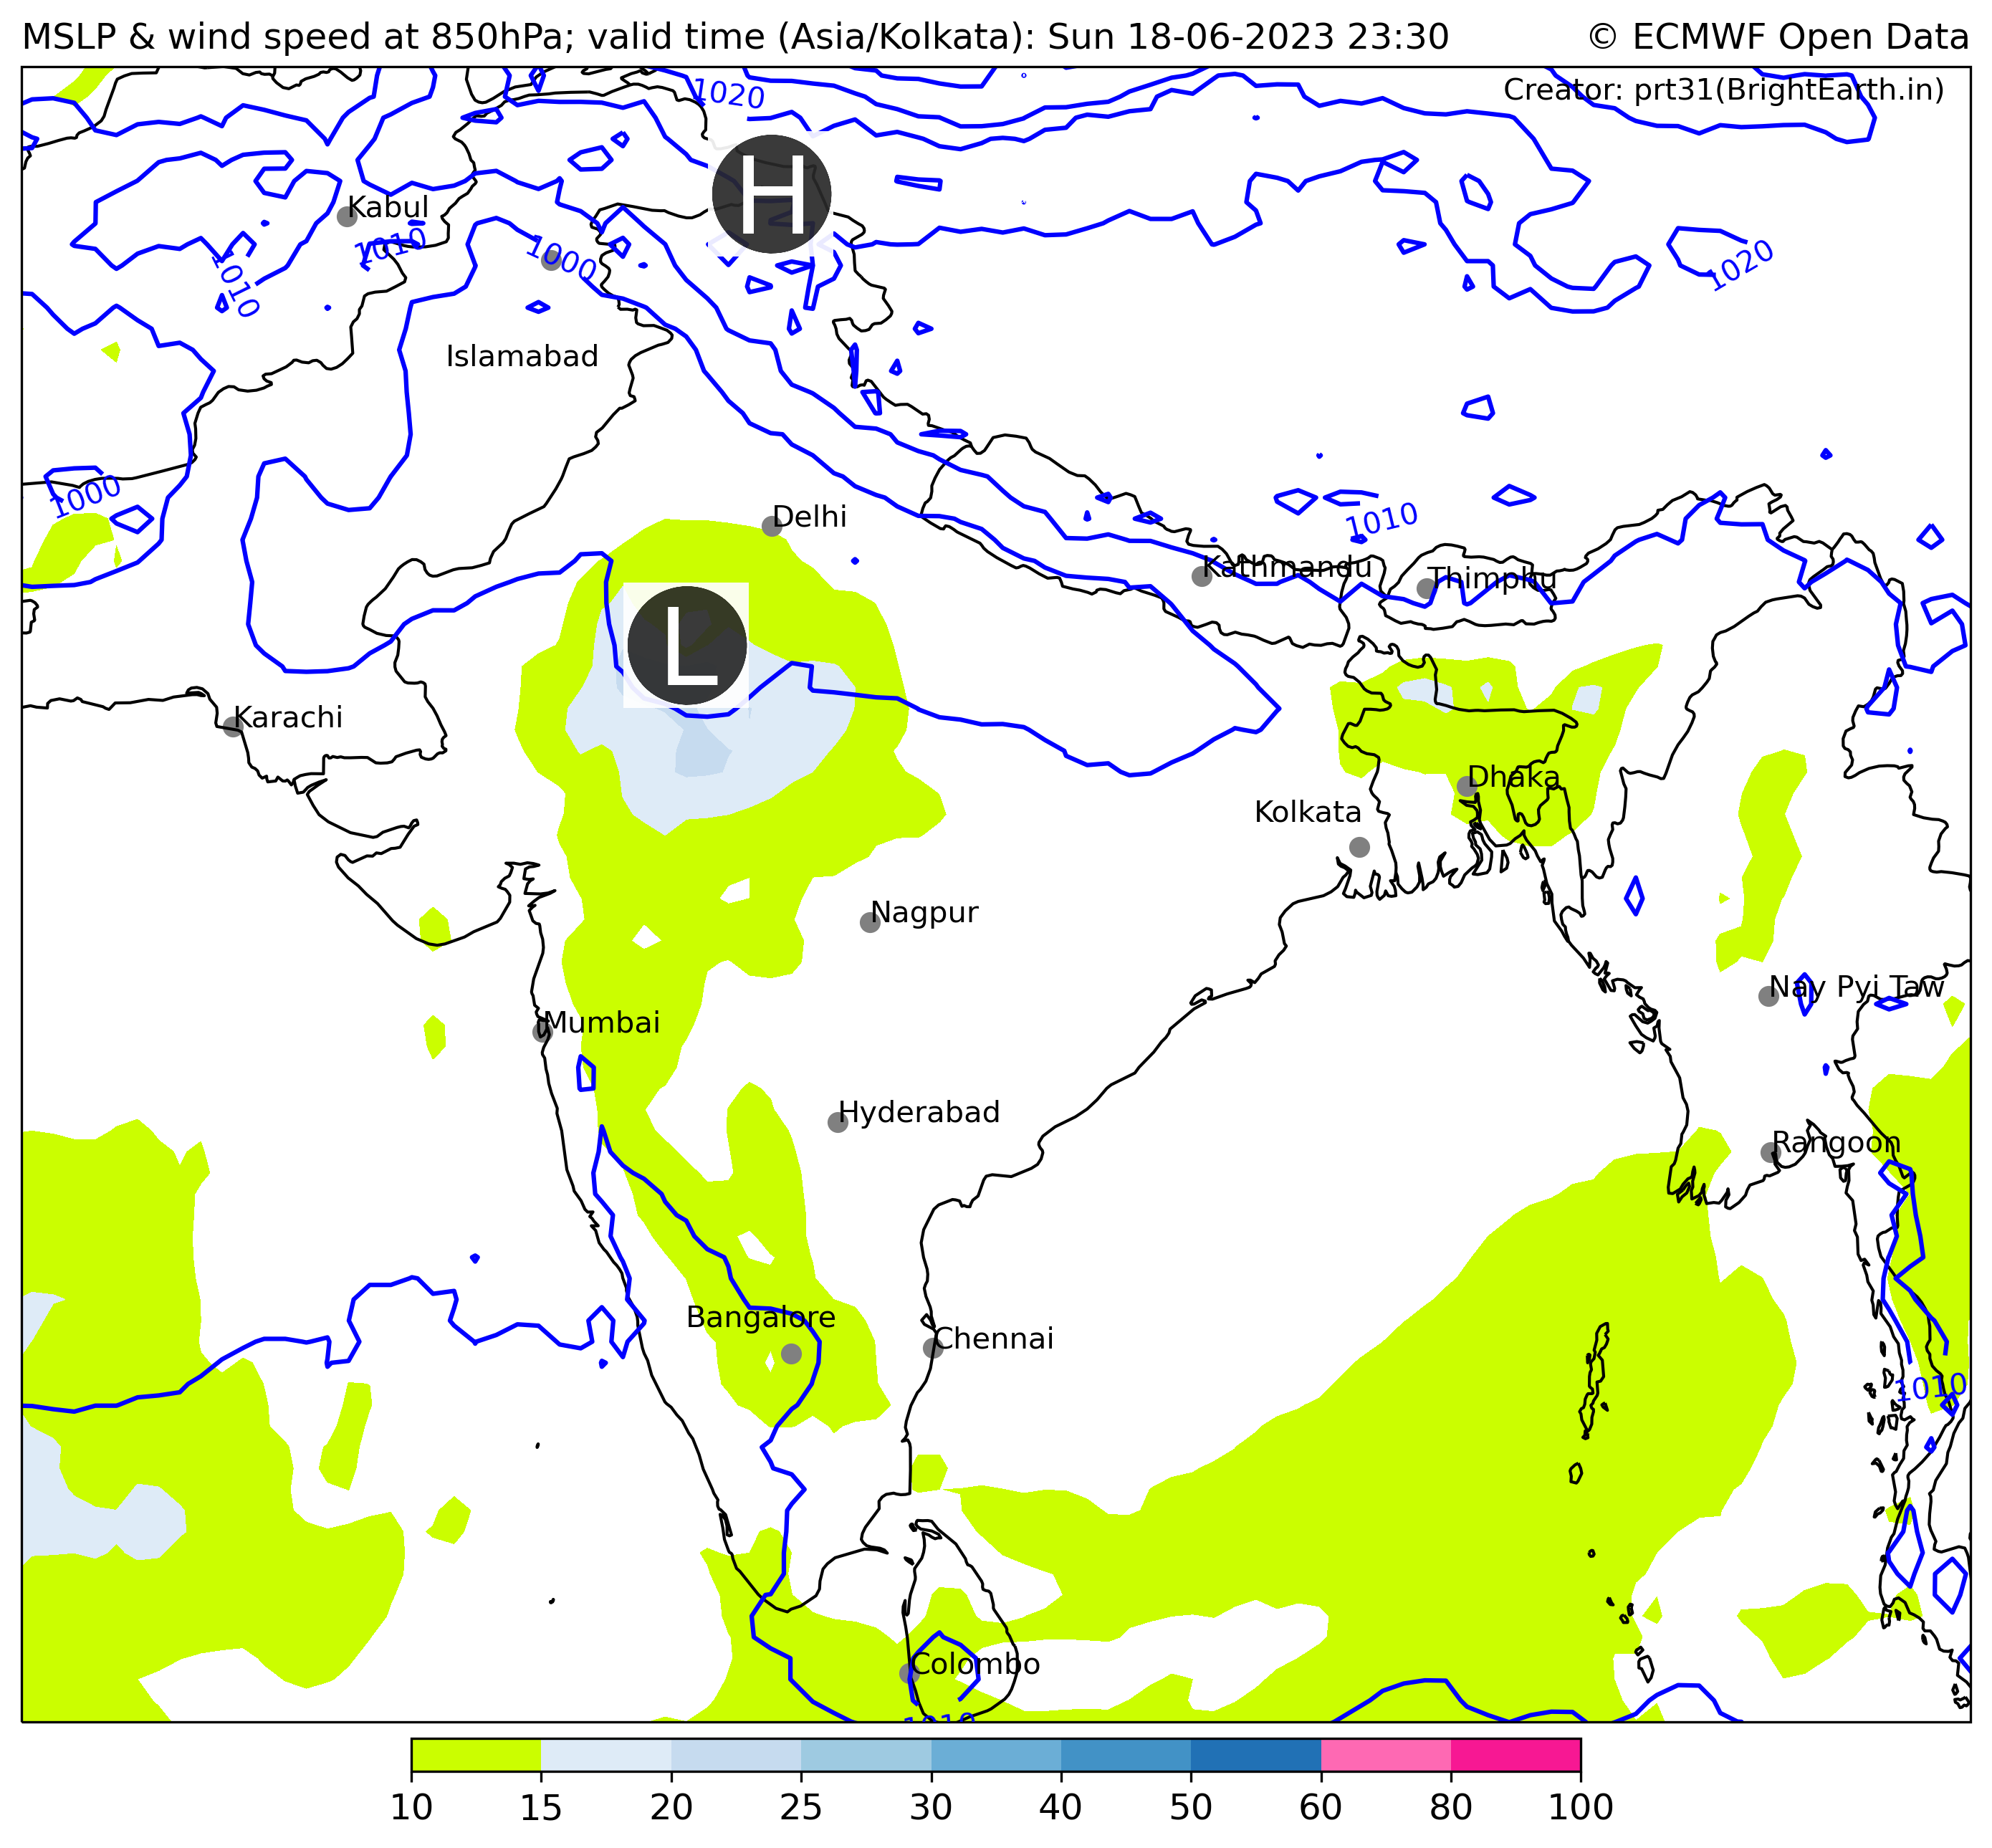 MSLP & wind speed at 850hPa; valid time (Asia/Kolkata): Sun 18-06-2023 23:30
© ECMWF Open Data
Creator: prt31(BrightEarth.in)
1020
H
Kabul
1010
1010
1000
1020
Islamabad
1000
Delhi
1010
Kathmandu
Thimphu
L
Karachi
Dhaka
Kolkata
Nagpur
Nay Pyi Taw
Mumbai
Hyderabad
Rangoon
Bangalore
Chennai
1010
Colombo
1010
10 15 20 25 30 40 50 60 80 100